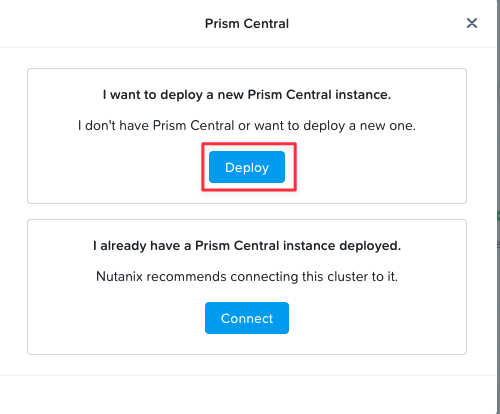 Prism Central
I want to deploy a new Prism Central instance.
I don't have Prism Central or want to deploy a new one.
Deploy
I already have a Prism Central instance deployed.
Nutanix recommends connecting this cluster to it.
Connect